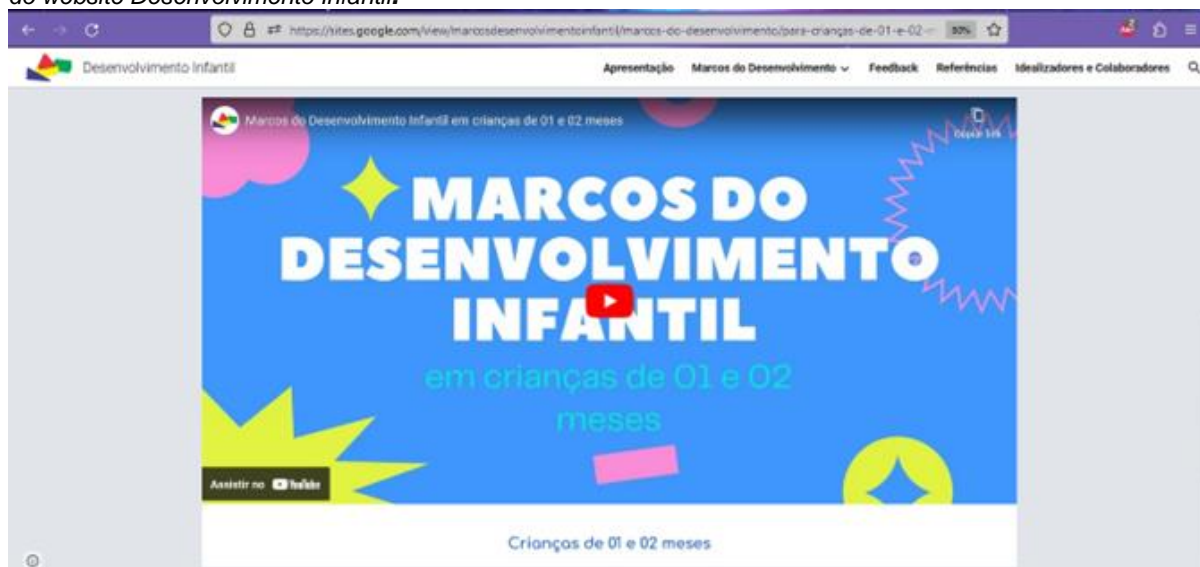 do website Desenvolvimento Infantil.
https://sites.google.com/view/marcosdesenvolvimentoinfantil/marcos-do-desenvolvimento/para-crianças-de-01-e-02-
50%
Desenvolvimento Infantil
Apresentação Marcos do Desenvolvimento Feedback Referências Idealizadores e Colaboradores
Marcos do Desenvolvimento Infantil em crianças de 01 e 02 meses
MARCOS DO
DESENVOLVIMENTO
INFANTIL
em crianças de 01 e 02
meses
Assistir no YouTube
Crianças de 01 e 02 meses